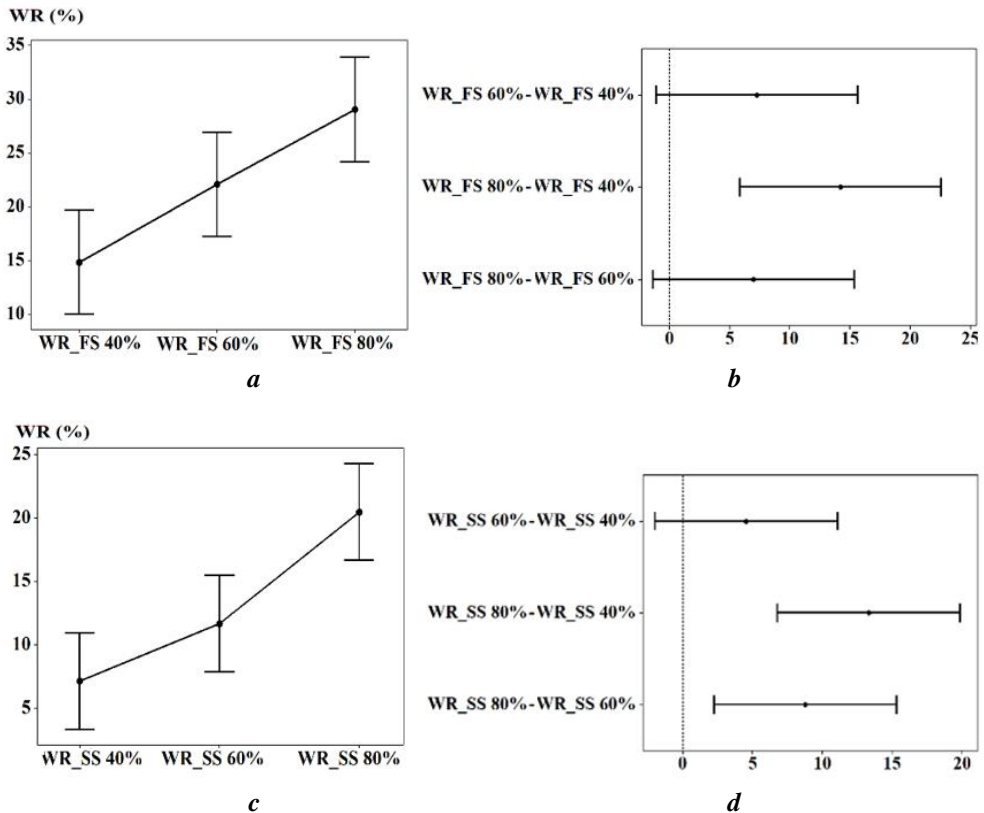 WR (%)
35
30
25
20
15
10
WR_FS 40%
WR_FS 60%
WR_FS 80%
a
WR_FS 60%-WR_FS 40%
WR_FS 80%-WR_FS 40%
WR_FS 80%-WR_FS 60%
0 5 10 15 20 25
b
WR (%)
25
20
15
10
5
WR_SS 40%
WR_SS 60%
WR_SS 80%
c
WR_SS 60%-WR_SS 40%
WR_SS 80%-WR_SS 40%
WR_SS 80%-WR_SS 60%
0 5 10 15 20
d